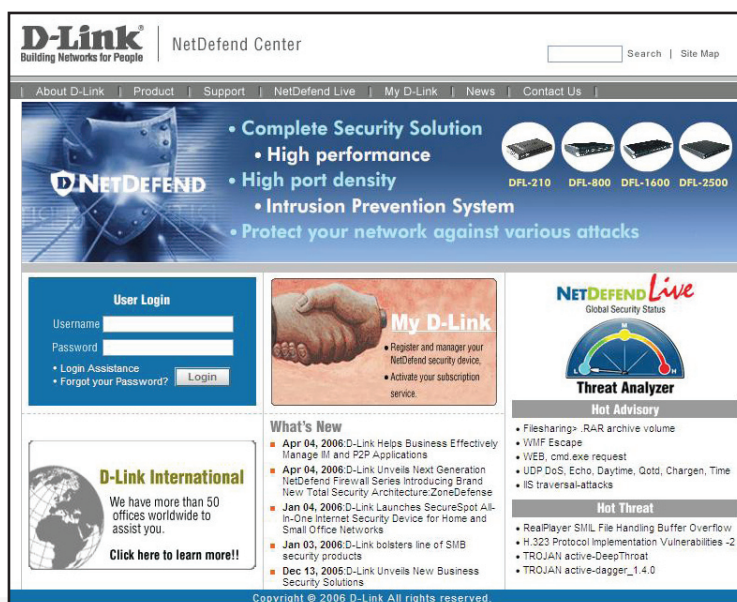 D-Link
Building Networks for People
NetDefend Center
Search | Site Map
| About D-Link | Product | Support | NetDefend Live | My D-Link | News | Contact Us |
D NETDEFEND
• Complete Security Solution
• High performance
• High port density
• Intrusion Prevention System
• Protect your network against various attacks
DFL-210 DFL-800 DFL-1600 DFL-2500
User Login
Username
Password
• Login Assistance
• Forgot your Password?
Login
My D-Link
• Register and manager your
NetDefend security device,
• Activate your subscription
service.
NETDEFEND Live
Global Security Status
L M H
Threat Analyzer
Hot Advisory
• Filesharing> .RAR archive volume
• WMF Escape
• WEB, cmd.exe request
• UDP DoS, Echo, Daytime, Qotd, Chargen, Time
• IIS traversal-attacks
Hot Threat
• RealPlayer SMIL File Handling Buffer Overflow
• H.323 Protocol Implementation Vulnerabilities -2
• TROJAN active-DeepThroat
• TROJAN active-dagger_1.4.0
D-Link International
We have more than 50
offices worldwide to
assist you.
Click here to learn more!!
What's New
Apr 04, 2006:D-Link Helps Business Effectively
Manage IM and P2P Applications
Apr 04, 2006:D-Link Unveils Next Generation
NetDefend Firewall Series Introducing Brand
New Total Security Architecture:ZoneDefense
Jan 04, 2006:D-Link Launches SecureSpot All-
In-One Internet Security Device for Home and
Small Office Networks
Jan 03, 2006:D-Link bolsters line of SMB
security products
Dec 13, 2005:D-Link Unveils New Business
Security Solutions
Copyright © 2006 D-Link All rights reserved.